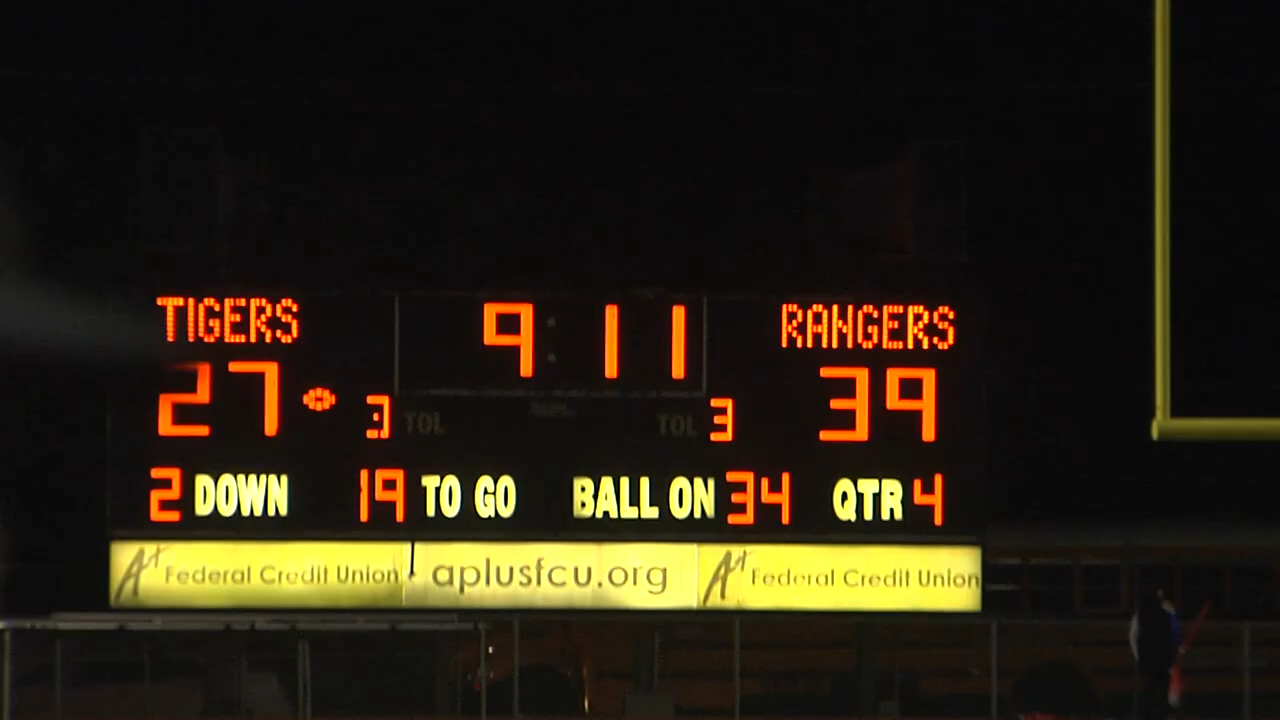 TIGERS 9:11 RANGERS
27 3 TOL TOL 3 39
2 DOWN 19 TO GO BALL ON 34 QTR 4
A+ Federal Credit Union aplusfcu.org A+ Federal Credit Union